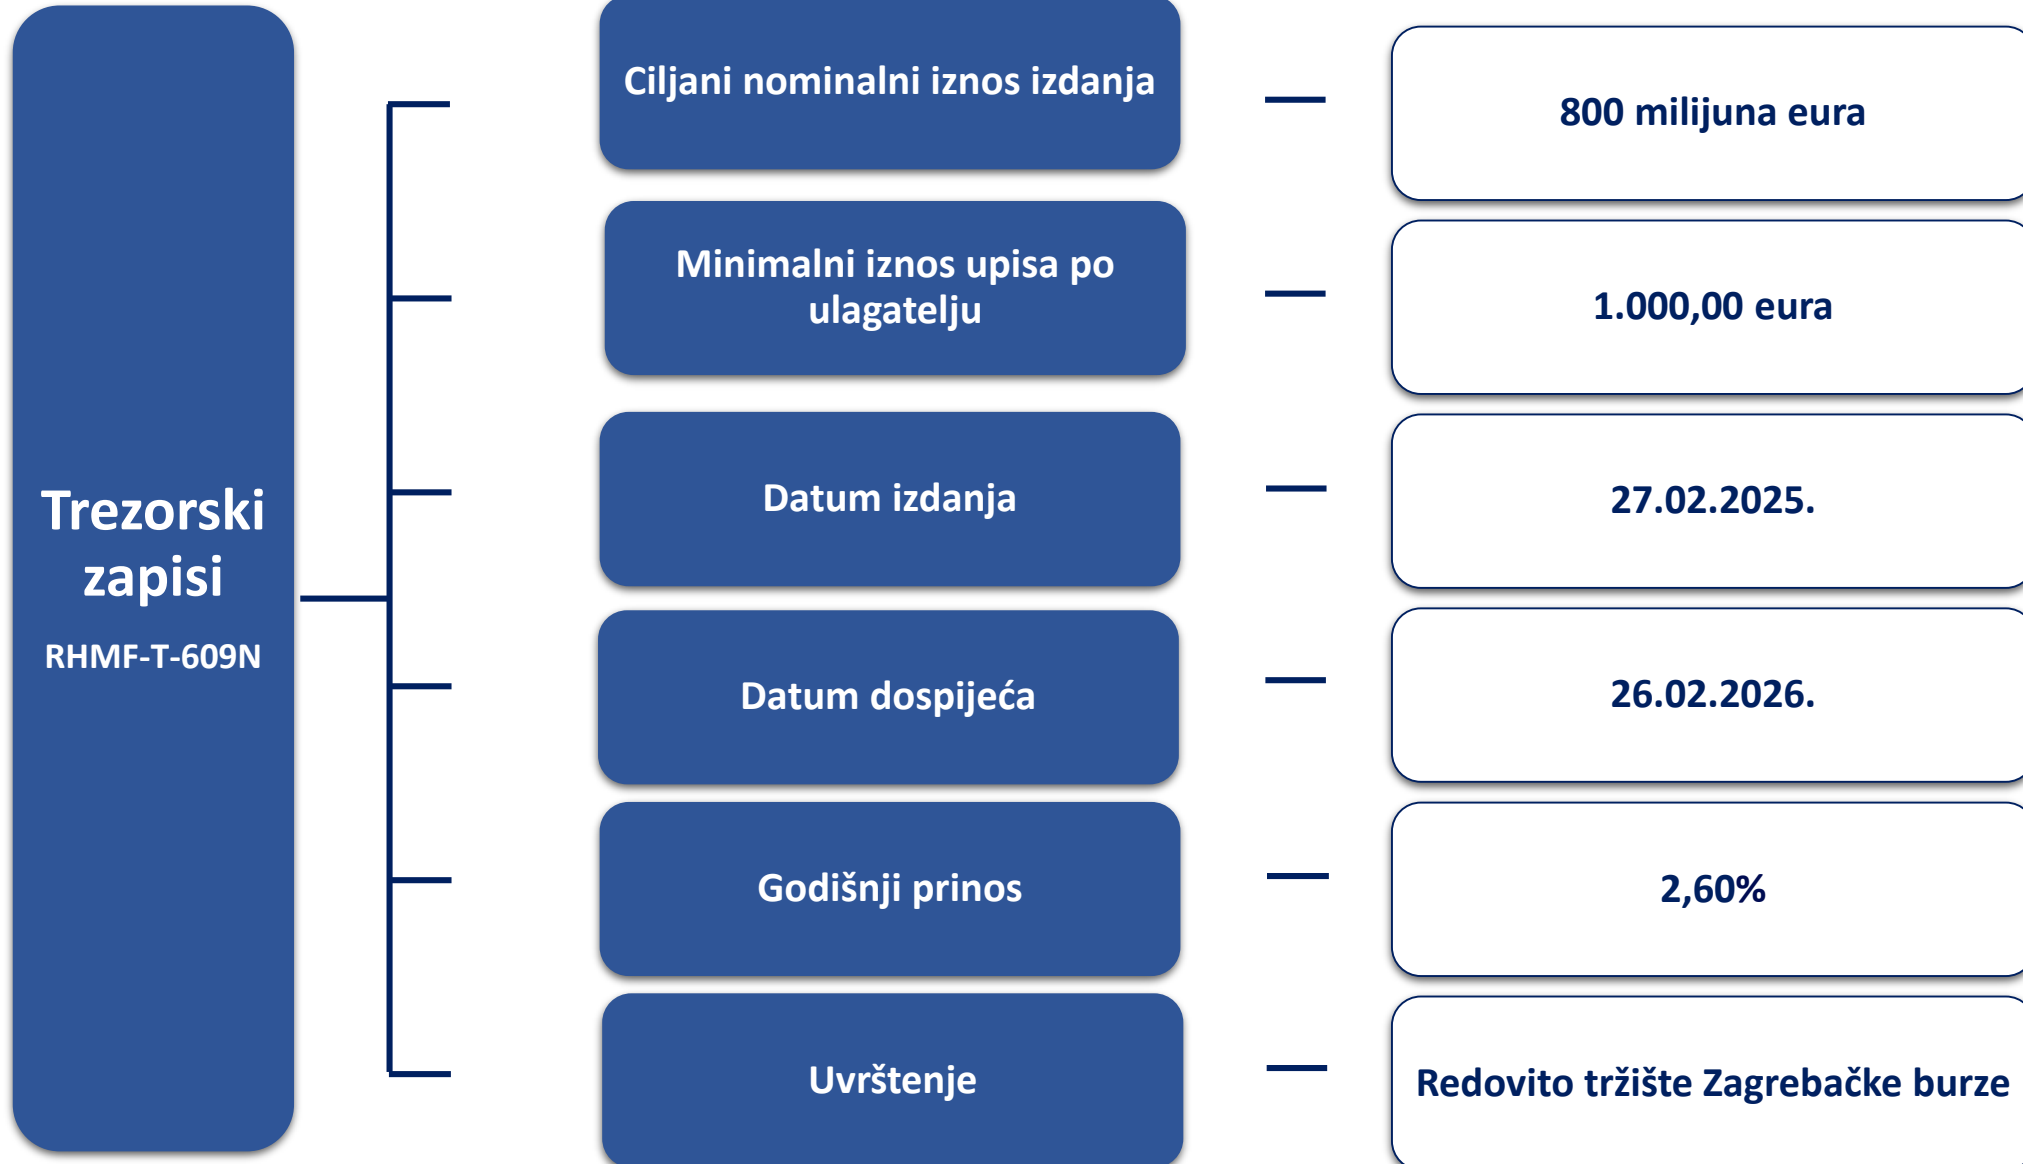 Trezorski
zapisi
RHMF-T-609N
Ciljani nominalni iznos izdanja
800 milijuna eura
Minimalni iznos upisa po
ulagatelju
1.000,00 eura
Datum izdanja
27.02.2025.
Datum dospijeća
26.02.2026.
Godišnji prinos
2,60%
Uvrštenje
Redovito tržište Zagrebačke burze